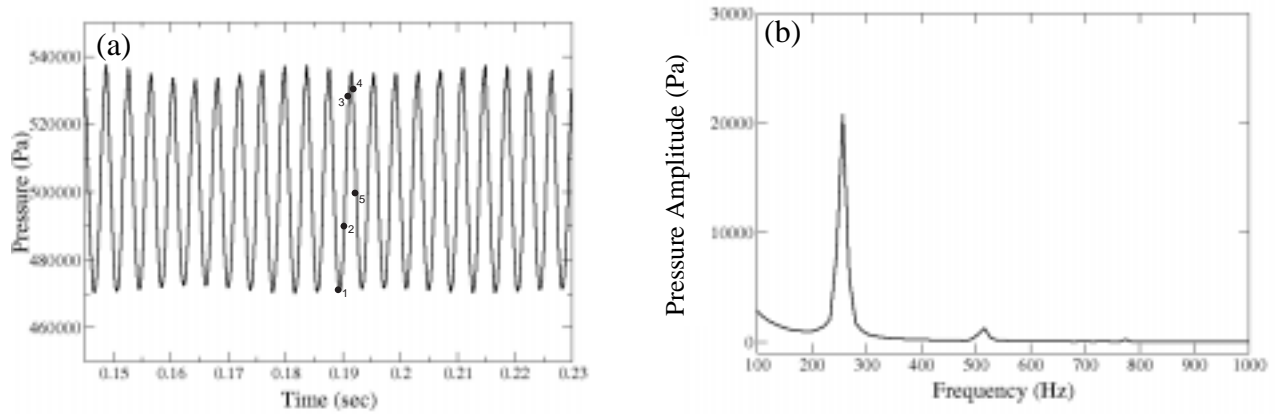 (a)
540000
520000
500000
480000
460000
Pressure (Pa)
4
3
5
2
1
0.15 0.16 0.17 0.18 0.19 0.2 0.21 0.22 0.23
Time (sec)
(b)
30000
20000
10000
0
Pressure Amplitude (Pa)
100 200 300 400 500 600 700 800 900 1000
Frequency (Hz)